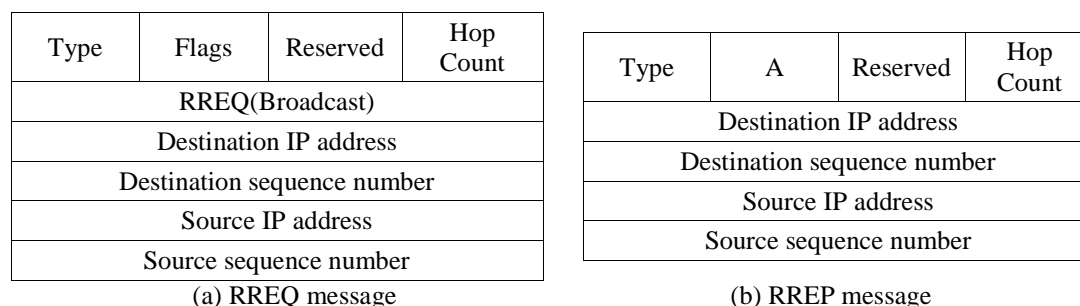 Type Flags Reserved Hop Count
RREQ(Broadcast)
Destination IP address
Destination sequence number
Source IP address
Source sequence number
(a) RREQ message
Type A Reserved Hop Count
Destination IP address
Destination sequence number
Source IP address
Source sequence number
(b) RREP message